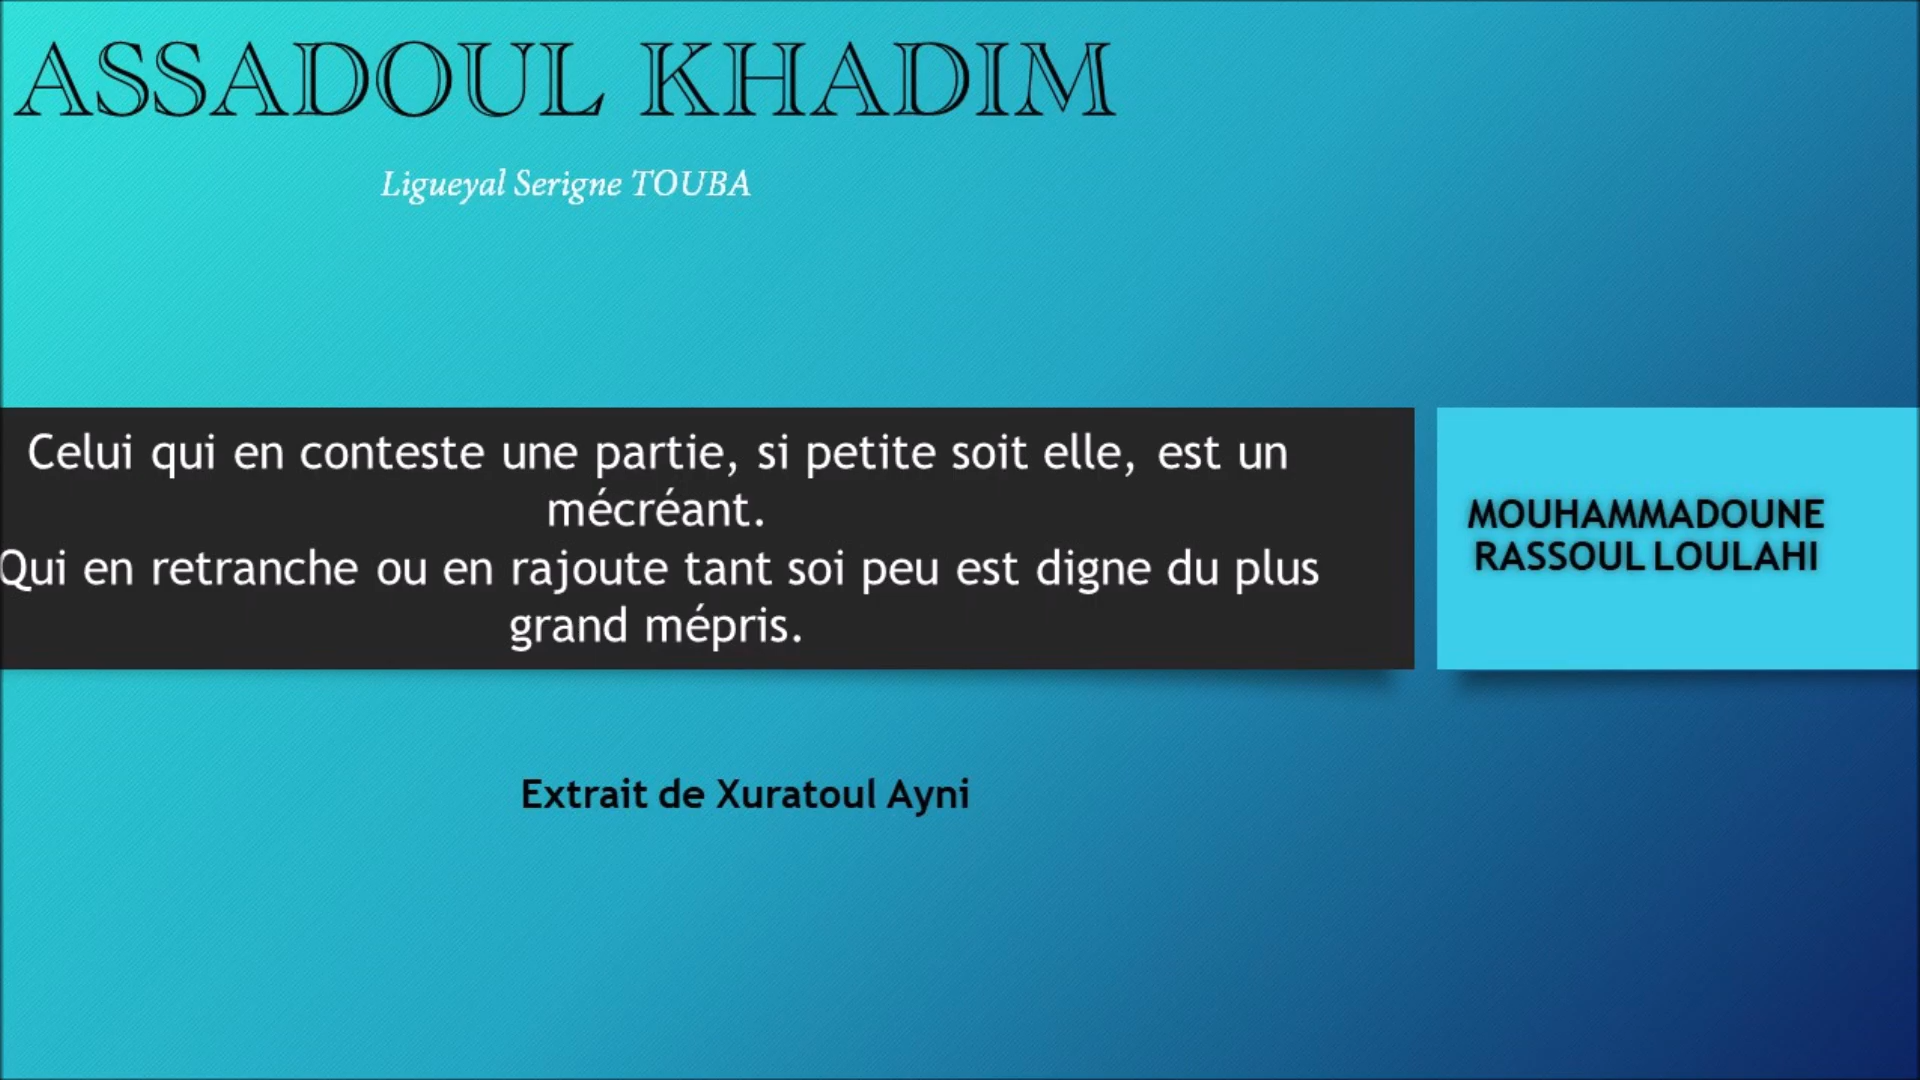 ASSADOUL KHADIM
Ligueyal Serigne TOUBA
Celui qui en conteste une partie, si petite soit elle, est un
mécréant.
Qui en retranche ou en rajoute tant soi peu est digne du plus
grand mépris.
MOUHAMMADOUNE
RASSOUL LOULAHI
Extrait de Xuratoul Ayni